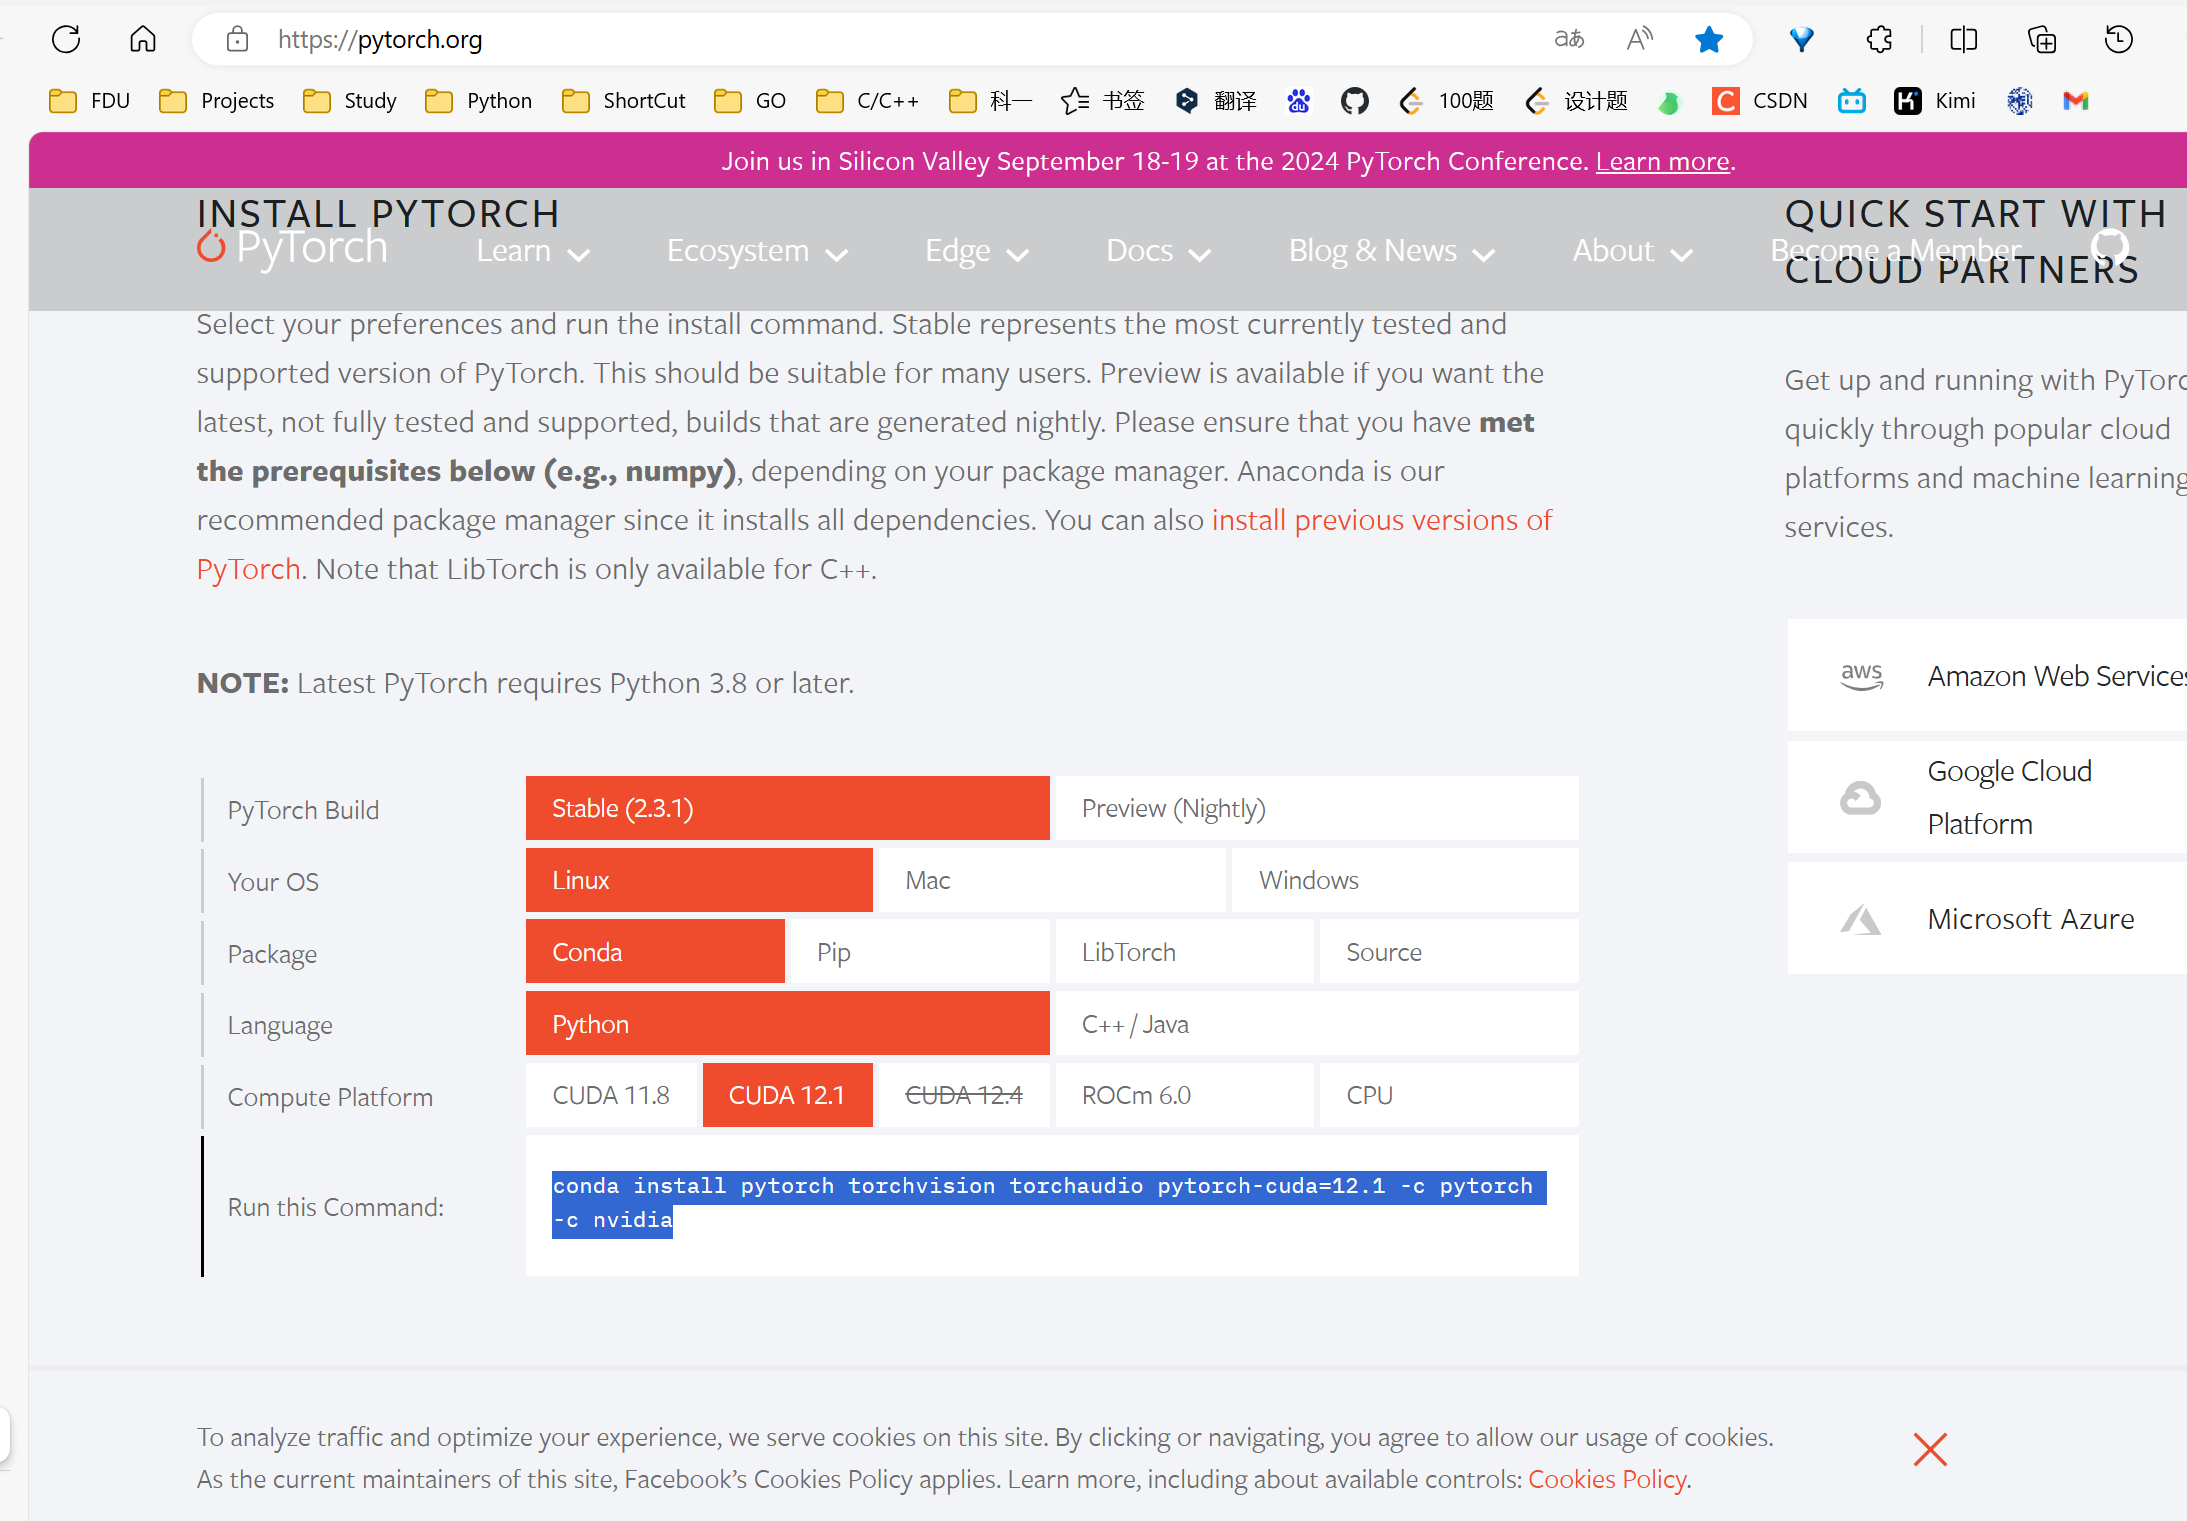 https://pytorch.org
FDU Projects Study Python ShortCut GO C/C++ 科一 书签 翻译 100题 设计题 CSDN Kimi
Join us in Silicon Valley September 18-19 at the 2024 PyTorch Conference. Learn more.
INSTALL PYTORCH
PyTorch Learn Ecosystem Edge Docs Blog & News About Become a Member
Select your preferences and run the install command. Stable represents the most currently tested and
supported version of PyTorch. This should be suitable for many users. Preview is available if you want the
latest, not fully tested and supported, builds that are generated nightly. Please ensure that you have met
the prerequisites below (e.g., numpy), depending on your package manager. Anaconda is our
recommended package manager since it installs all dependencies. You can also install previous versions of
PyTorch. Note that LibTorch is only available for C++.
NOTE: Latest PyTorch requires Python 3.8 or later.
PyTorch Build Stable (2.3.1) Preview (Nightly)
Your OS Linux Mac Windows
Package Conda Pip LibTorch Source
Language Python C++ / Java
Compute Platform CUDA 11.8 CUDA 12.1 CUDA 12.4 ROCm 6.0 CPU
Run this Command:
conda install pytorch torchvision torchaudio pytorch-cuda=12.1 -c pytorch
-c nvidia
QUICK START WITH
CLOUD PARTNERS
Get up and running with PyTorc
quickly through popular cloud
platforms and machine learning
services.
aws Amazon Web Services
Google Cloud
Platform
Microsoft Azure
To analyze traffic and optimize your experience, we serve cookies on this site. By clicking or navigating, you agree to allow our usage of cookies.
As the current maintainers of this site, Facebook’s Cookies Policy applies. Learn more, including about available controls: Cookies Policy.